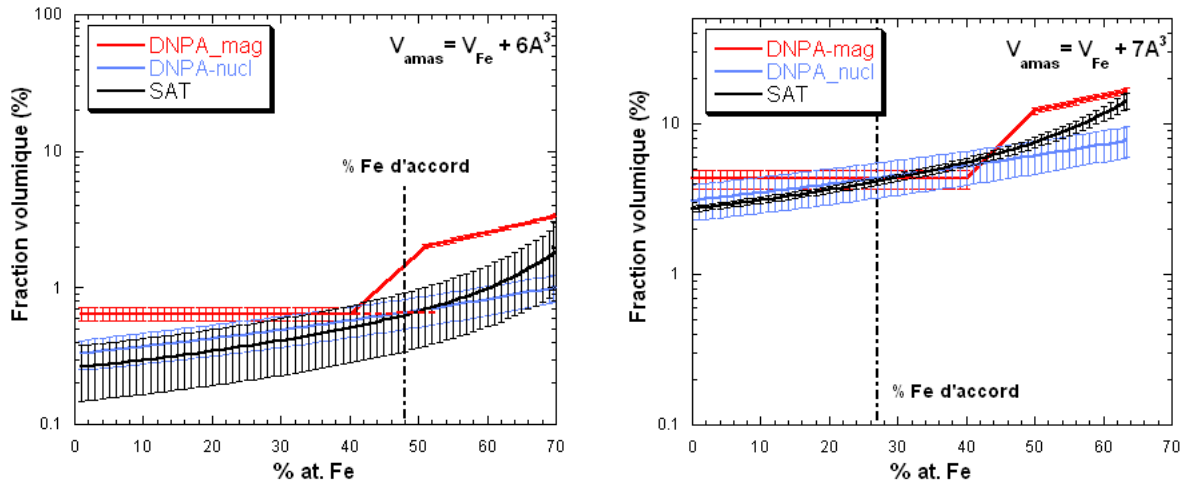 DNPA_mag
DNPA-nucl
SAT
V_amas = V_Fe + 6A^3
% Fe d'accord
Fraction volumique (%)
100
10
1
0.1
0 10 20 30 40 50 60 70
% at. Fe
DNPA-mag
DNPA_nucl
SAT
V_amas = V_Fe + 7A^3
% Fe d'accord
Fraction volumique (%)
10
1
0.1
0 10 20 30 40 50 60 70
% at. Fe